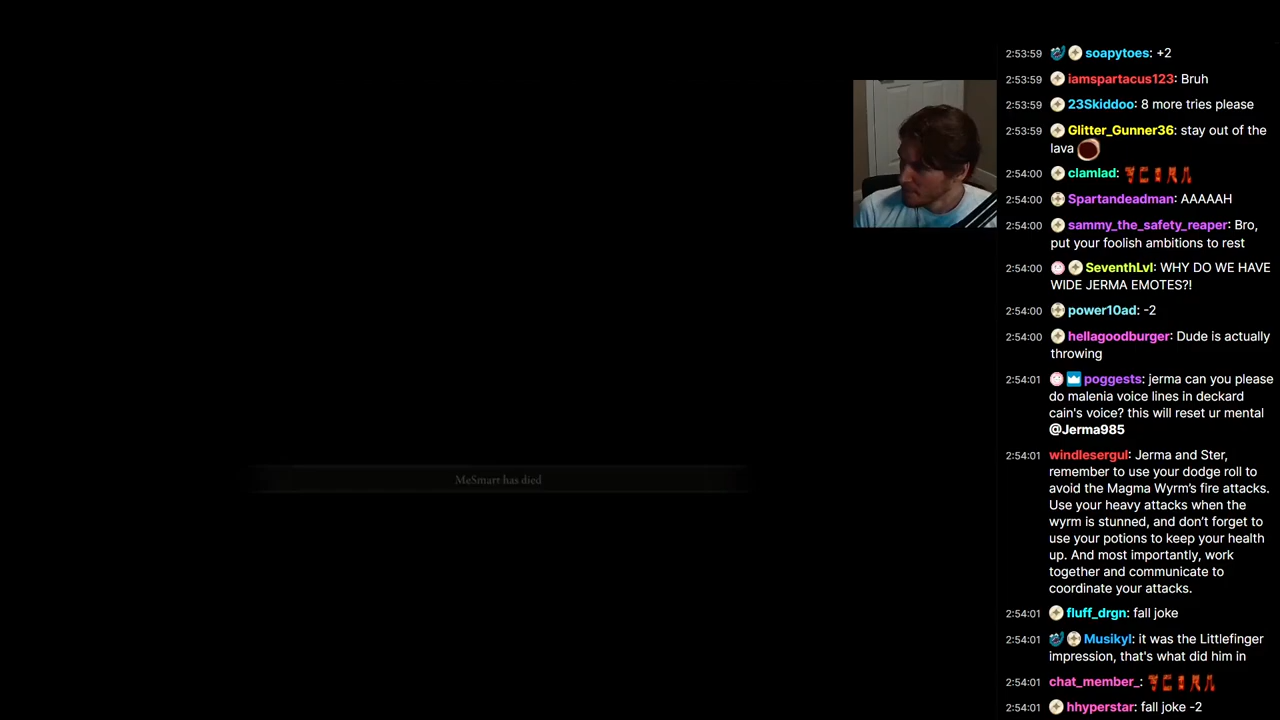 MeSmart has died
2:53:59 soapytoes: +2
2:53:59 iamspartacus123: Bruh
2:53:59 23Skiddoo: 8 more tries please
2:53:59 Glitter_Gunner36: stay out of the
lava
2:54:00 clamlad:
2:54:00 Spartandeadman: AAAAAH
2:54:00 sammy_the_safety_reaper: Bro,
put your foolish ambitions to rest
2:54:00 SeventhLvl: WHY DO WE HAVE
WIDE JERMA EMOTES?!
2:54:00 power10ad: -2
2:54:00 hellagoodburger: Dude is actually
throwing
2:54:01 poggests: jerma can you please
do malenia voice lines in deckard
cain's voice? this will reset ur mental
@Jerma985
2:54:01 windlesergul: Jerma and Ster,
remember to use your dodge roll to
avoid the Magma Wyrm's fire attacks.
Use your heavy attacks when the
wyrm is stunned, and don't forget to
use your potions to keep your health
up. And most importantly, work
together and communicate to
coordinate your attacks.
2:54:01 fluff_drgn: fall joke
2:54:01 Musikyl: it was the Littlefinger
impression, that's what did him in
2:54:01 chat_member_:
2:54:01 hhyperstar: fall joke -2